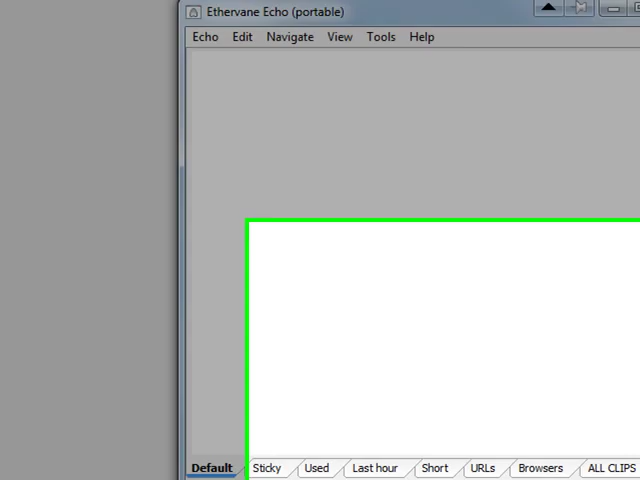 Ethervane Echo (portable)
Echo Edit Navigate View Tools Help
Default Sticky Used Last hour Short URLs Browsers ALL CLIPS